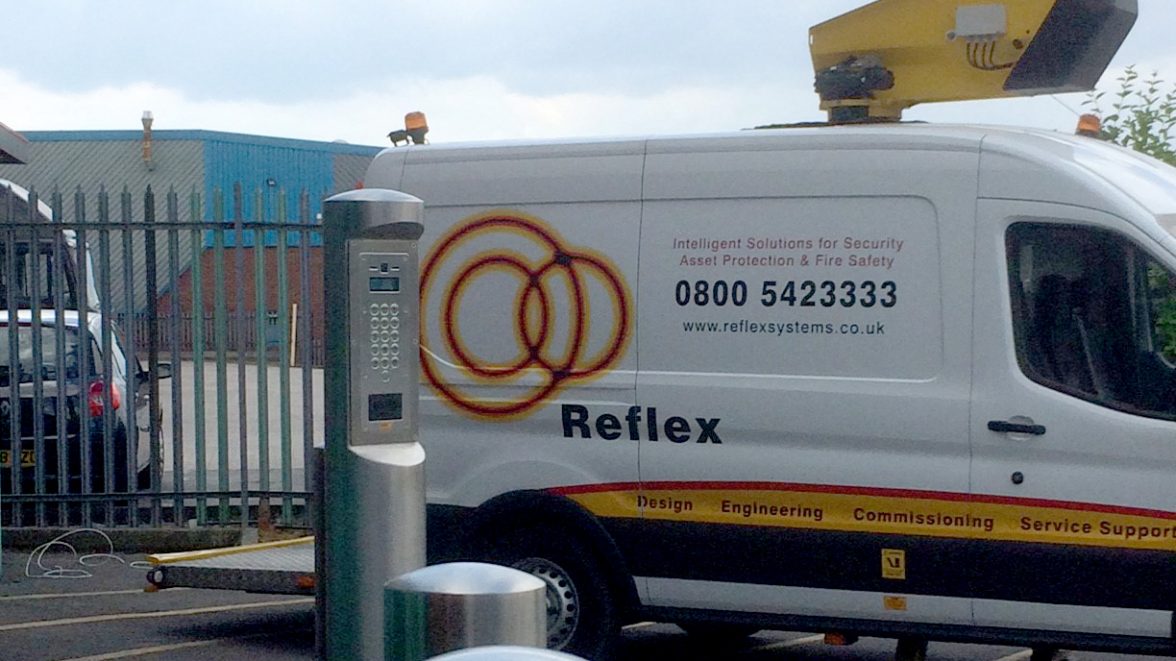 Intelligent Solutions for Security
Asset Protection & Fire Safety
0800 5423333
www.reflexsystems.co.uk
Reflex
Design Engineering Commissioning Service Support